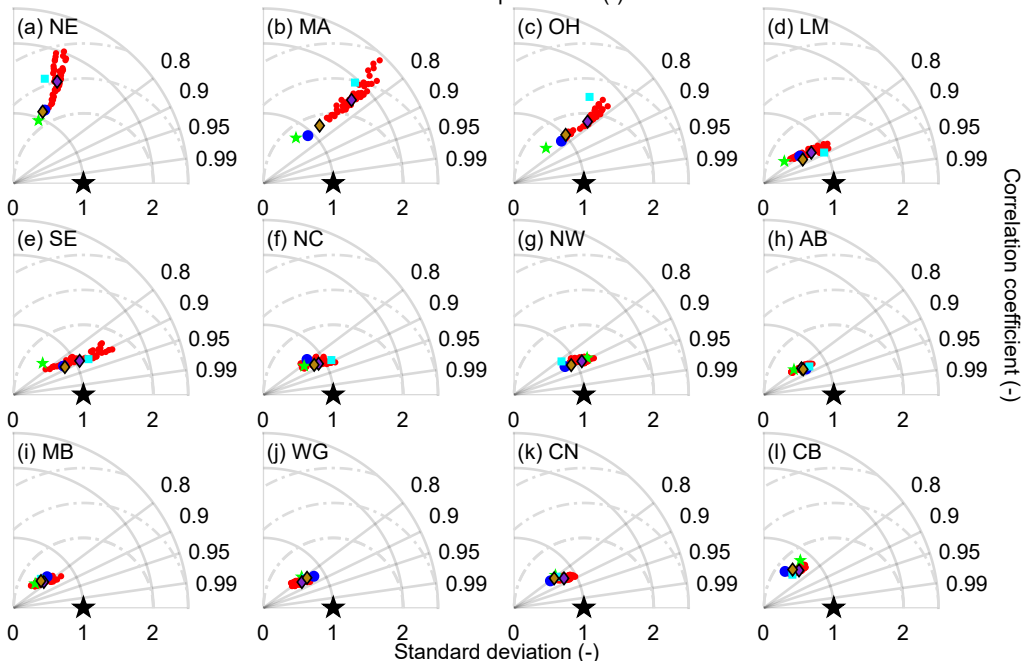 (a) NE
(b) MA
(c) OH
(d) LM
0.8
0.8
0.8
0.8
0.9
0.9
0.9
0.9
0.95
0.95
0.95
0.95
0.99
0.99
0.99
0.99
0 1 2
0 1 2
0 1 2
0 1 2
Correlation coefficient (-)
(e) SE
(f) NC
(g) NW
(h) AB
0.8
0.8
0.8
0.8
0.9
0.9
0.9
0.9
0.95
0.95
0.95
0.95
0.99
0.99
0.99
0.99
0 1 2
0 1 2
0 1 2
0 1 2
(i) MB
(j) WG
(k) CN
(l) CB
0.8
0.8
0.8
0.8
0.9
0.9
0.9
0.9
0.95
0.95
0.95
0.95
0.99
0.99
0.99
0.99
0 1 2
0 1 2
0 1 2
0 1 2
Standard deviation (-)